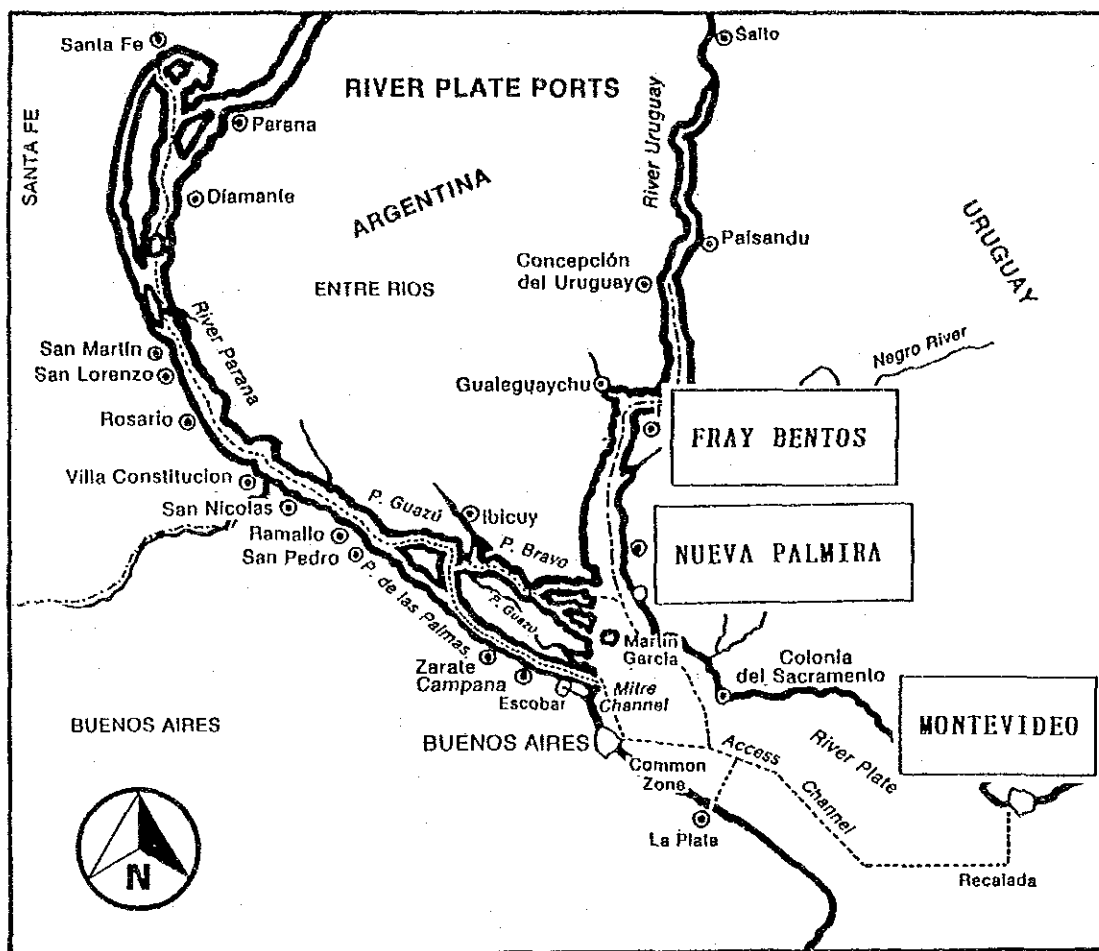 Santa Fe
Salto
RIVER PLATE PORTS
SANTA FE
Parana
River Uruguay
Diamante
ARGENTINA
URUGUAY
Paisandu
Concepción
del Uruguay
ENTRE RIOS
River Parana
San Martín
San Lorenzo
Negro River
Gualeguaychu
Rosario
FRAY BENTOS
Villa Constitucion
San Nicolas
P. Guazú
Ibicuy
Ramallo
San Pedro
P. Bravo
NUEVA PALMIRA
P. de las Palmas
P. Guazú
Martín
García
Zarate
Campana
Colonia
del Sacramento
Escobar
Mitre
Channel
MONTEVIDEO
BUENOS AIRES
BUENOS AIRES
River Plate
Access
Channel
Common
Zone
La Plata
Recalada
N